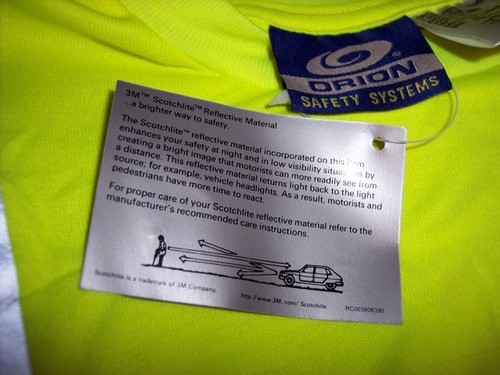 ORION
SAFETY SYSTEMS
3M™ Scotchlite™ Reflective Material
...a brighter way to safety.
The Scotchlite™ reflective material incorporated on this item
enhances your safety at night and in low visibility situations by
creating a bright image that motorists can more readily see from
a distance. This reflective material returns light back to the light
source; for example, vehicle headlights. As a result, motorists and
pedestrians have more time to react.
For proper care of your Scotchlite reflective material refer to the
manufacturer's recommended care instructions.
Scotchlite is a trademark of 3M Company.
http://www.3M.com/Scotchlite
RC003806390